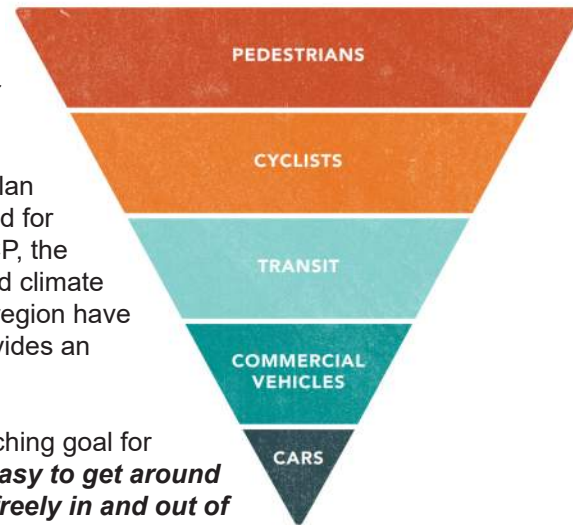 PEDESTRIANS
CYCLISTS
lan
d for
TRANSIT
P, the
d climate
region have
vides an
COMMERCIAL
VEHICLES
ching goal for
CARS
asy to get around
freely in and out of